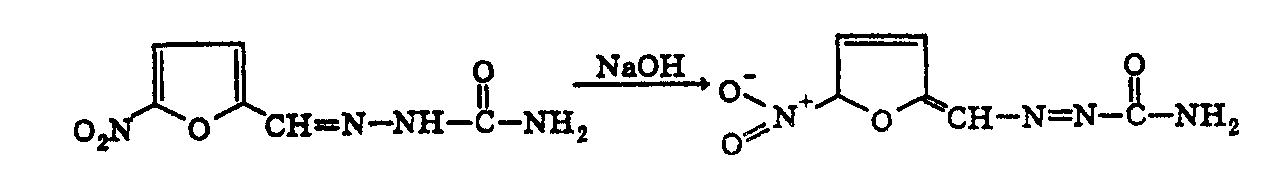 O₂N O CH=N–NH–C–NH₂
O
NaOH
O⁻ N⁺ O
O CH–N=N–C–NH₂
O